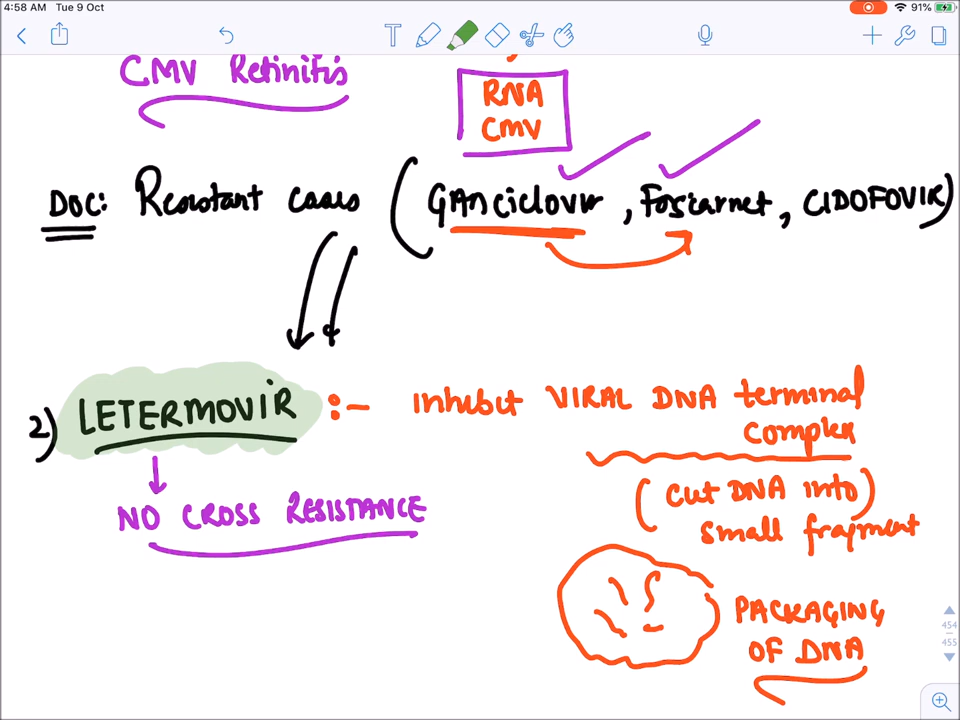 4:58 AM Tue 9 Oct
91%
CMV Retinitis
RNA
CMV
DOC: Resistant cases (GANciclovir, Foscarnet, CIDOFOVIR)
2) LETERMOVIR :- Inhibit VIRAL DNA terminal
complex
NO CROSS RESISTANCE
(Cut DNA into)
small fragment
PACKAGING
OF DNA
454
455